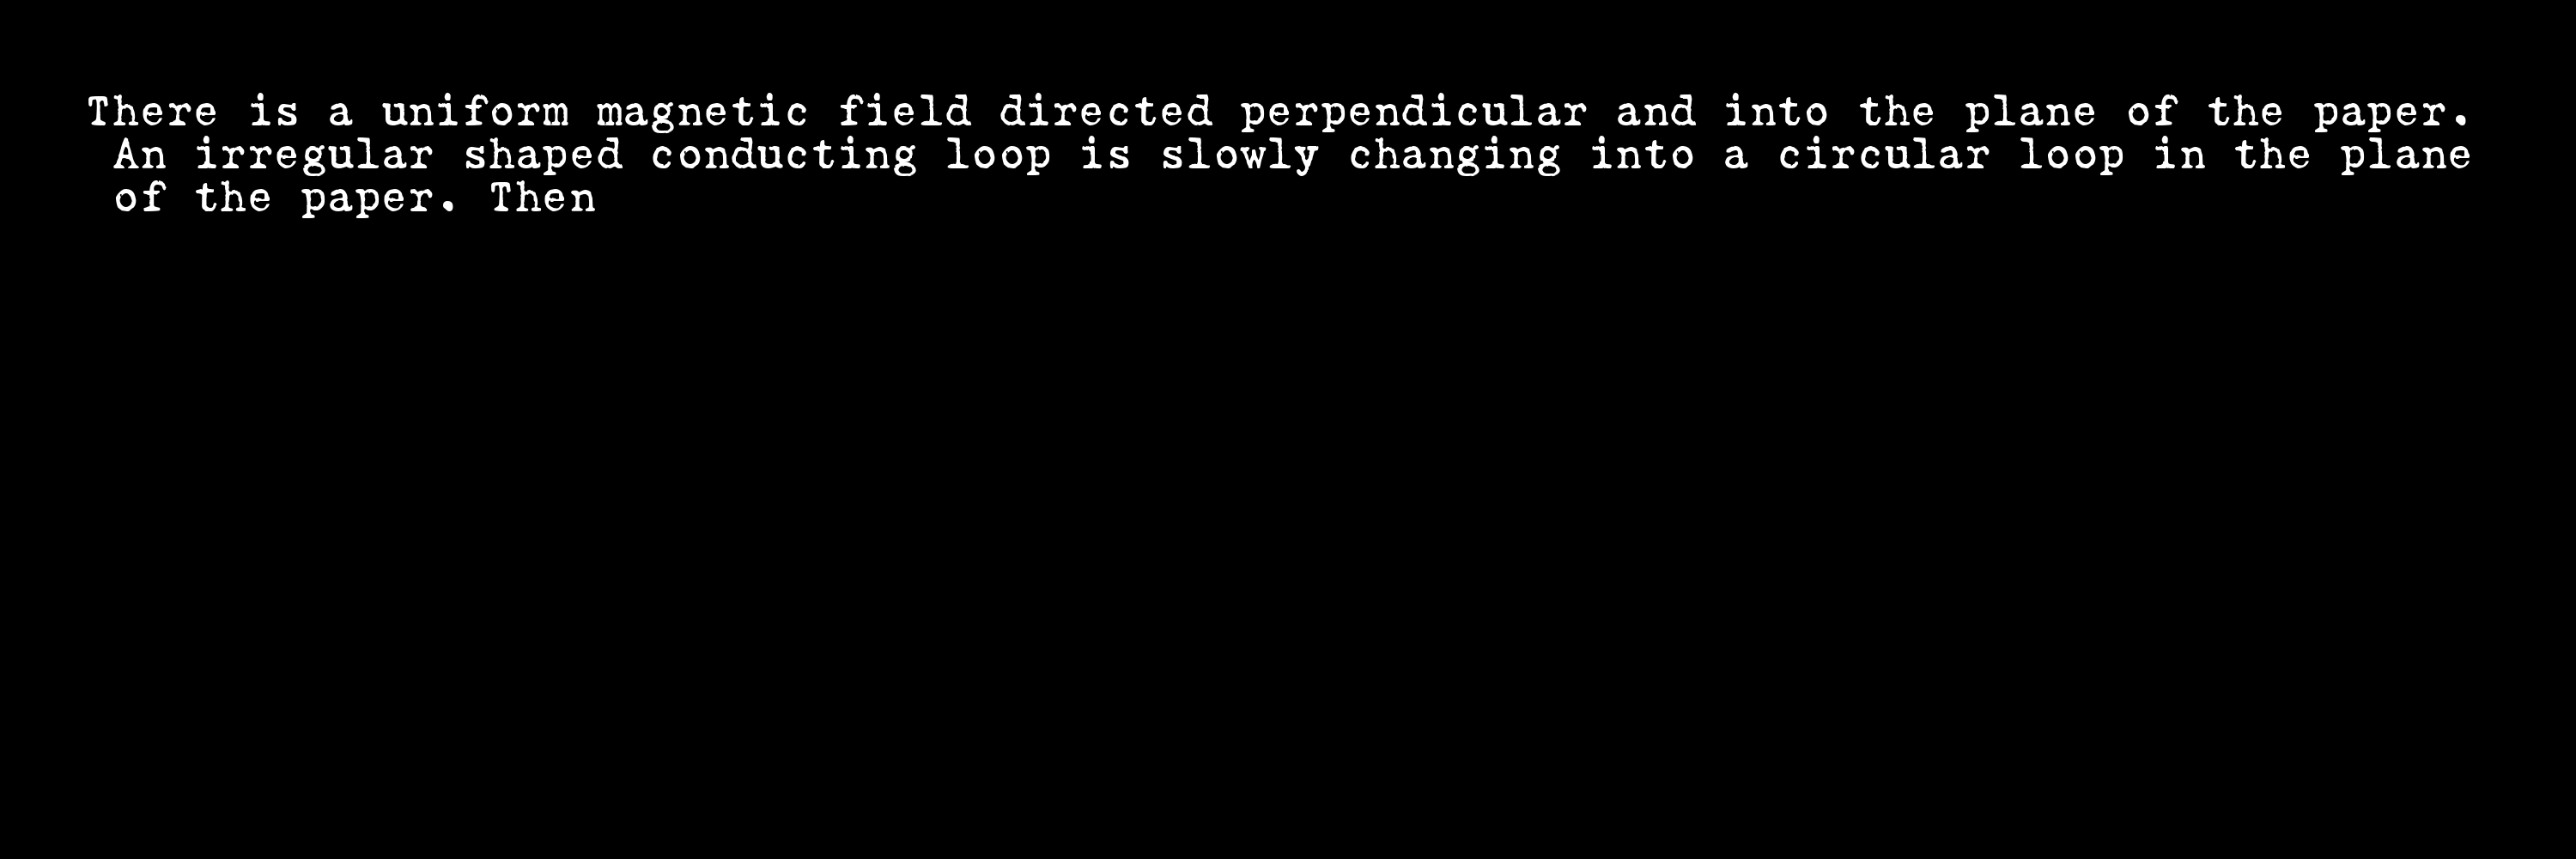 There is a uniform magnetic field directed perpendicular and into the plane of the paper.
An irregular shaped conducting loop is slowly changing into a circular loop in the plane
of the paper. Then